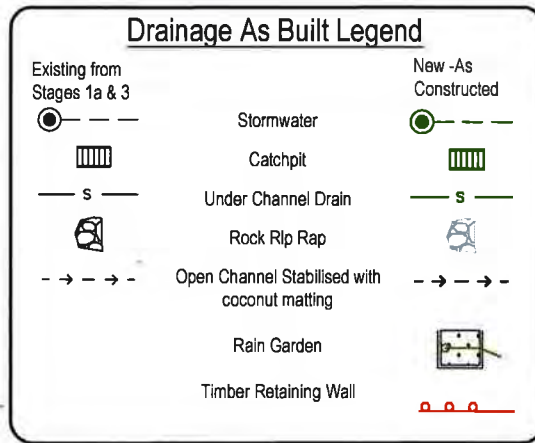 Drainage As Built Legend
Existing from
Stages 1a & 3
New -As
Constructed
Stormwater
Catchpit
S Under Channel Drain S
Rock Rip Rap
Open Channel Stabilised with
coconut matting
Rain Garden
Timber Retaining Wall